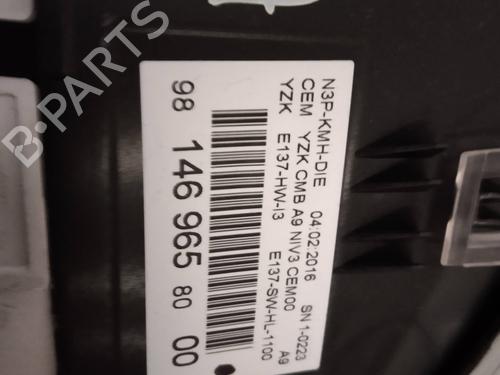 N3P-KMH-DIE 04:02:2016 SN 1-0223
CEM YZK CMB A9 NIV3 CEM00 A9
YZK E137-HW-I3 E137-SW-HL-1100
98 146 965 80 00
B-PARTS